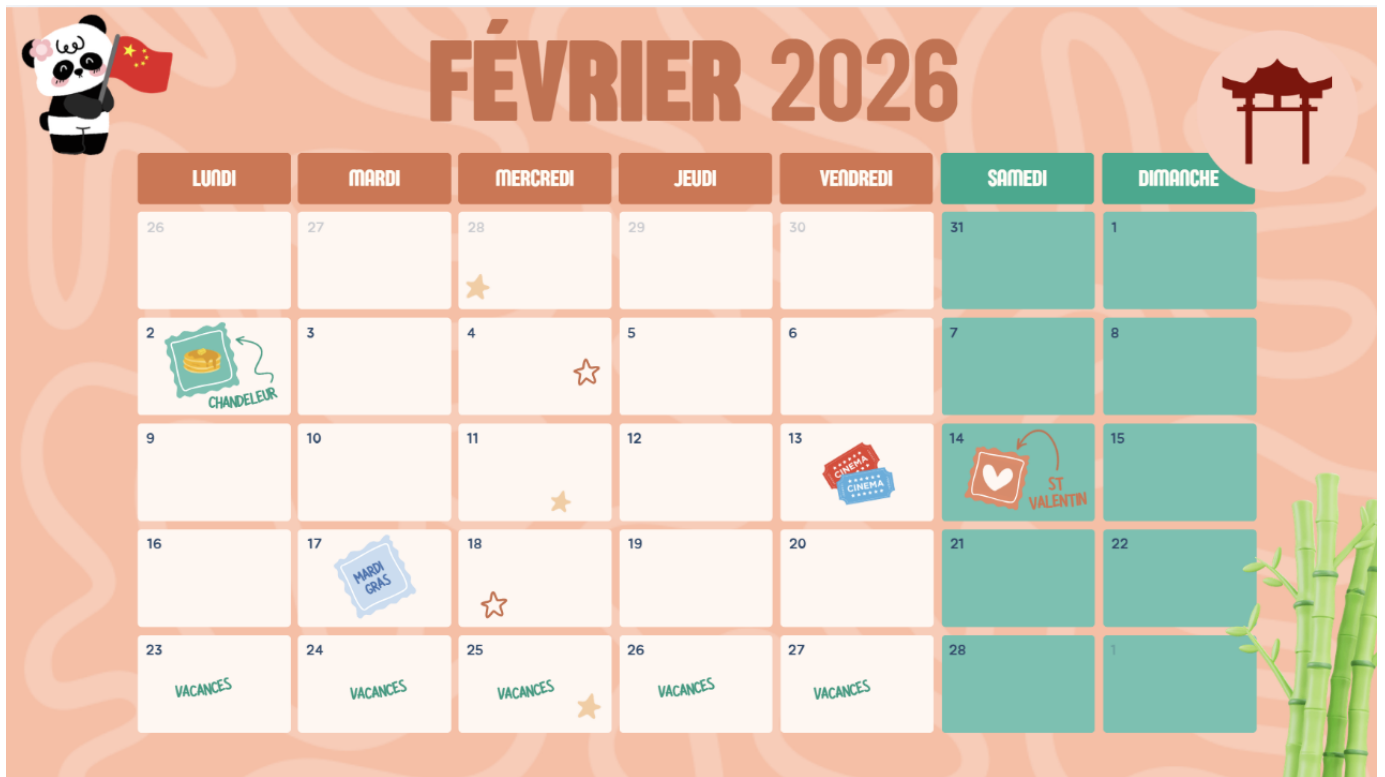 FÉVRIER 2026
LUNDI MARDI MERCREDI JEUDI VENDREDI SAMEDI DIMANCHE
26 27 28 29 30 31 1
2 3 4 5 6 7 8
CHANDELEUR
9 10 11 12 13 14 15
CINEMA
CINEMA
ST
VALENTIN
16 17 18 19 20 21 22
MARDI
GRAS
23 24 25 26 27 28 1
VACANCES VACANCES VACANCES VACANCES VACANCES